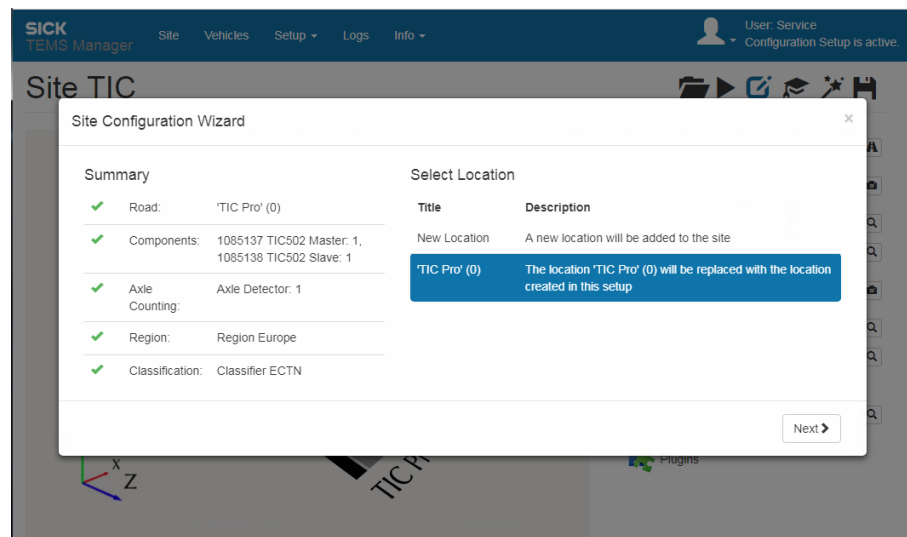 SICK
TEMS Manager
Site Vehicles Setup Logs Info
User: Service
Configuration Setup is active.
Site TIC
Site Configuration Wizard
×
Summary
Road: 'TIC Pro' (0)
Components: 1085137 TIC502 Master: 1,
1085138 TIC502 Slave: 1
Axle Axle Detector: 1
Counting:
Region: Region Europe
Classification: Classifier ECTN
Select Location
Title Description
New Location A new location will be added to the site
'TIC Pro' (0) The location 'TIC Pro' (0) will be replaced with the location
created in this setup
Next
X
Z
TIC
Plugins